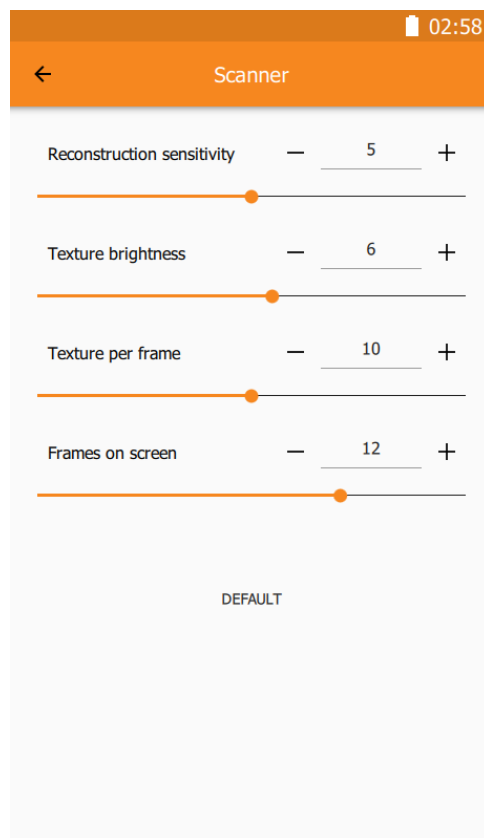 02:58
Scanner
Reconstruction sensitivity 5
Texture brightness 6
Texture per frame 10
Frames on screen 12
DEFAULT